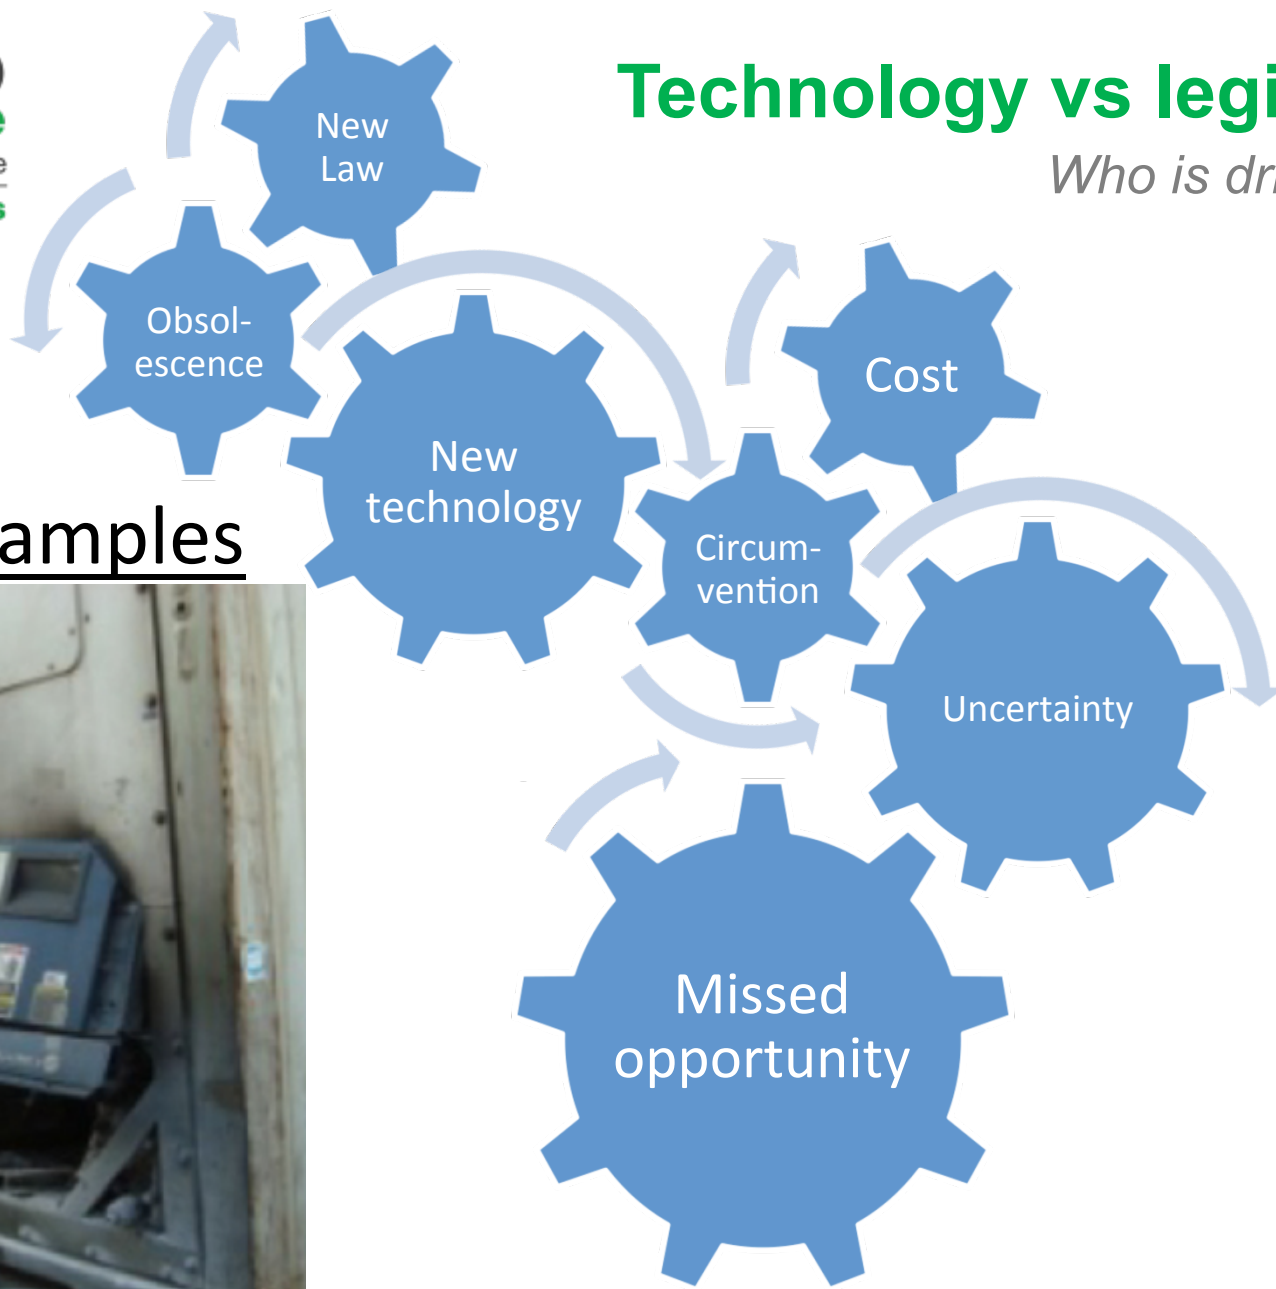 Technology vs legi
Who is dri
New
Law
Obsol-
escence
New
technology
Cost
Circum-
vention
Uncertainty
amples
Missed
opportunity